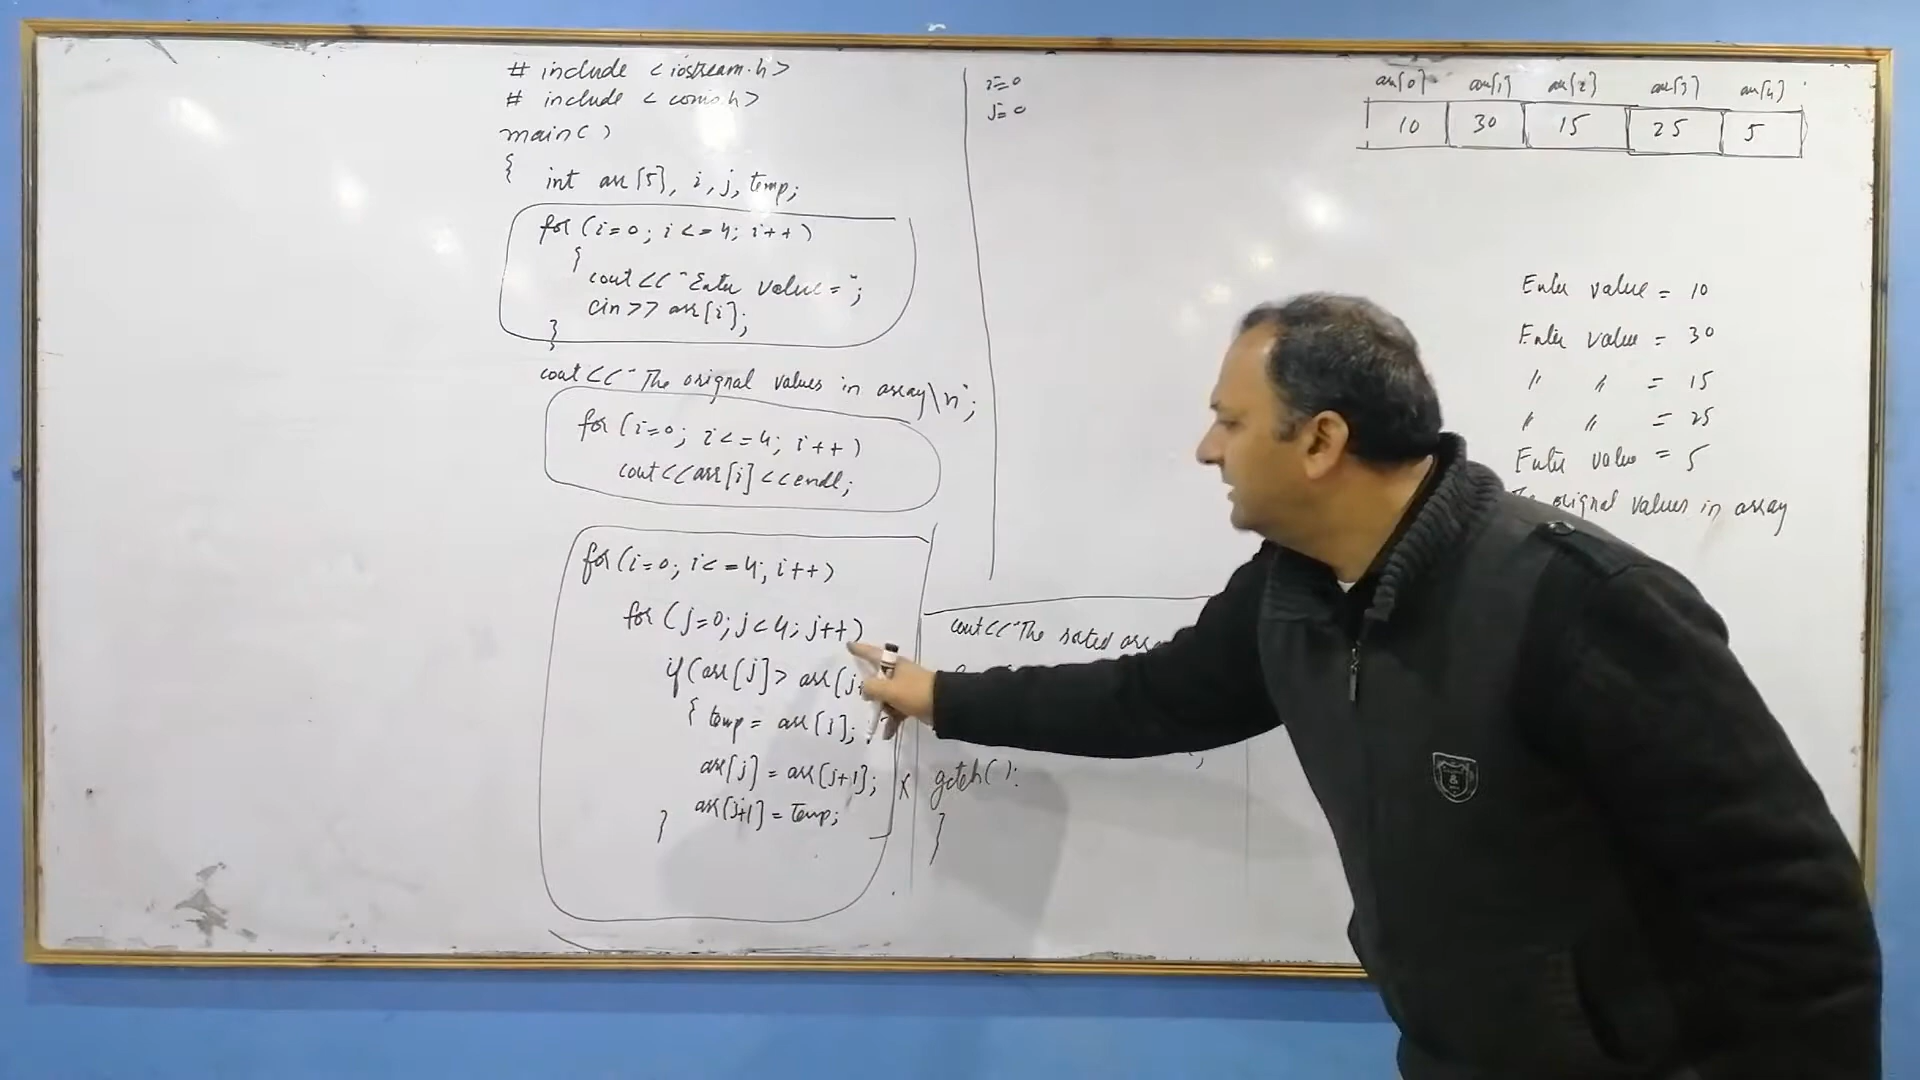 # include <iostream.h>
# include <conio.h>
main()
{
int arr[5], i, j, temp;
for (i=0; i<=4; i++)
{
cout<<"Enter value=";
cin>> arr[i];
}
cout<<"The orignal values in array\n";
for (i=0; i<=4; i++)
cout<<arr[i]<<endl;
for (i=0; i<=4; i++)
for (j=0; j<4; j++)
if (arr[j]> arr[j+
{ temp = arr[j];
arr[j] = arr[j+1];
arr[j+1] = temp;
}
i=0
j=0
cout<<"The sorted
getch();
}
arr[0] arr[1] arr[2] arr[3] arr[4]
10 30 15 25 5
Enter value = 10
Enter value = 30
" " = 15
" " = 25
Enter value = 5
The orignal values in array